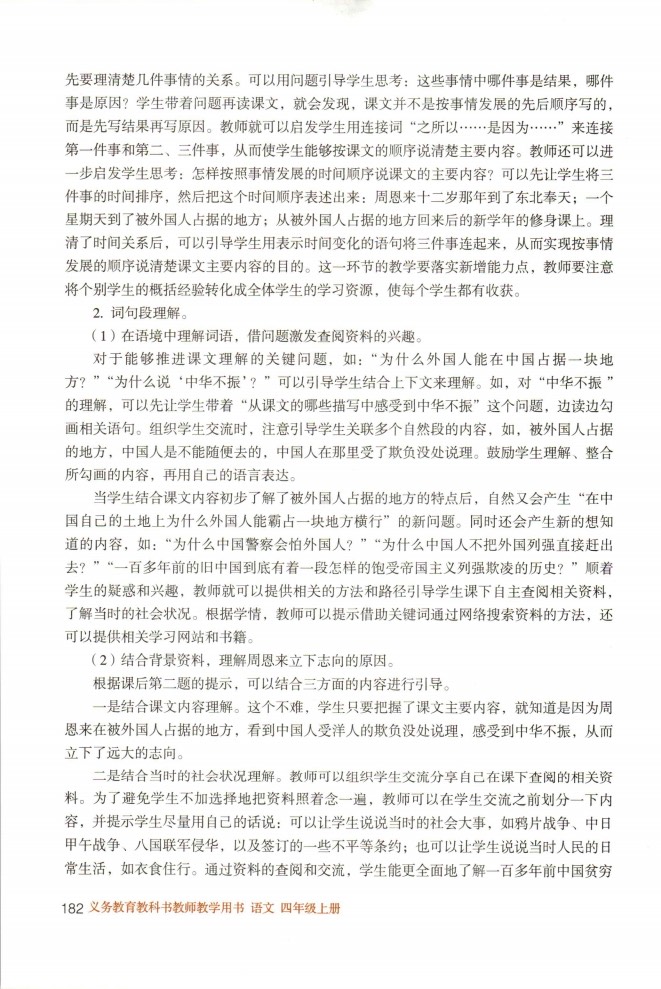 先要理清楚几件事情的关系。可以用问题引导学生思考：这些事情中哪件事是结果，哪件
事是原因？学生带着问题再读课文，就会发现，课文并不是按事情发展的先后顺序写的，
而是先写结果再写原因。教师就可以启发学生用连接词“之所以……是因为……”来连接
第一件事和第二、三件事，从而使学生能够按课文的顺序说清楚主要内容。教师还可以进
一步启发学生思考：怎样按照事情发展的时间顺序说课文的主要内容？可以先让学生将三
件事的时间排序，然后把这个时间顺序表述出来：周恩来十二岁那年到了东北奉天；一个
星期天到了被外国人占据的地方；从被外国人占据的地方回来后的新学年的修身课上。理
清了时间关系后，可以引导学生用表示时间变化的语句将三件事连起来，从而实现按事情
发展的顺序说清楚课文主要内容的目的。这一环节的教学要落实新增能力点，教师要注意
将个别学生的概括经验转化成全体学生的学习资源，使每个学生都有收获。
2. 词句段理解。
（1）在语境中理解词语，借问题激发查阅资料的兴趣。
对于能够推进课文理解的关键问题，如：“为什么外国人能在中国占据一块地
方？”“为什么说‘中华不振’？”可以引导学生结合上下文来理解。如，对“中华不振”
的理解，可以先让学生带着“从课文的哪些描写中感受到中华不振”这个问题，边读边勾
画相关语句。组织学生交流时，注意引导学生关联多个自然段的内容，如，被外国人占据
的地方，中国人是不能随便去的，中国人在那里受了欺负没处说理。鼓励学生理解、整合
所勾画的内容，再用自己的语言表达。
当学生结合课文内容初步了解了被外国人占据的地方的特点后，自然又会产生“在中
国自己的土地上为什么外国人能霸占一块地方横行”的新问题。同时还会产生新的想知
道的内容，如：“为什么中国警察会怕外国人？”“为什么中国人不把外国列强直接赶出
去？”“一百多年前的旧中国到底有着一段怎样的饱受帝国主义列强欺凌的历史？”顺着
学生的疑惑和兴趣，教师就可以提供相关的方法和路径引导学生课下自主查阅相关资料，
了解当时的社会状况。根据学情，教师可以提示借助关键词通过网络搜索资料的方法，还
可以提供相关学习网站和书籍。
（2）结合背景资料，理解周恩来立下志向的原因。
根据课后第二题的提示，可以结合三方面的内容进行引导。
一是结合课文内容理解。这个不难，学生只要把握了课文主要内容，就知道是因为周
恩来在被外国人占据的地方，看到中国人受洋人的欺负没处说理，感受到中华不振，从而
立下了远大的志向。
二是结合当时的社会状况理解。教师可以组织学生交流分享自己在课下查阅的相关资
料。为了避免学生不加选择地把资料照着念一遍，教师可以在学生交流之前划分一下内
容，并提示学生尽量用自己的话说：可以让学生说说当时的社会大事，如鸦片战争、中日
甲午战争、八国联军侵华，以及签订的一些不平等条约；也可以让学生说说当时人民的日
常生活，如衣食住行。通过资料的查阅和交流，学生能更全面地了解一百多年前中国贫穷
182 义务教育教科书教师教学用书 语文 四年级上册